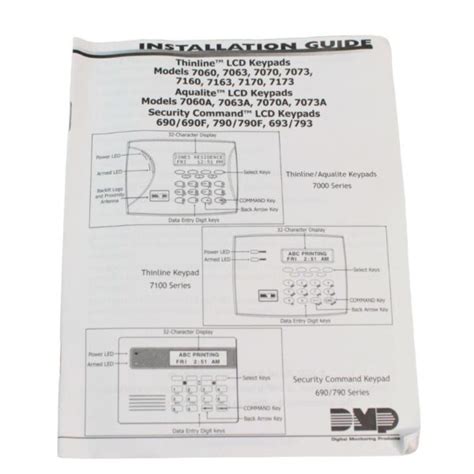 INSTALLATION GUIDE
Thinline™ LCD Keypads
Models 7060, 7063, 7070, 7073,
7160, 7163, 7170, 7173
Aqualite™ LCD Keypads
Models 7060A, 7063A, 7070A, 7073A
Security Command™ LCD Keypads
690/690F, 790/790F, 693/793
32-Character Display
Power LED
Armed LED
Backlit Logo
and Proximity
Antenna
JONES RESIDENCE
FRI 12:51 AM
Select Keys
COMMAND Key
Back Arrow Key
Data Entry Digit Keys
Thinline/Aqualite Keypads
7000 Series
32-Character Display
Power LED
Armed LED
ABC PRINTING
FRI 2:51 AM
Select Keys
COMMAND Key
Back Arrow Key
Data Entry Digit Keys
Thinline Keypad
7100 Series
32-Character Display
Power LED
Armed LED
ABC PRINTING
FRI 2:51 AM
Select Keys
COMMAND Key
Back Arrow Key
Data Entry Digit Keys
Security Command Keypad
690/790 Series
DMP
Digital Monitoring Products